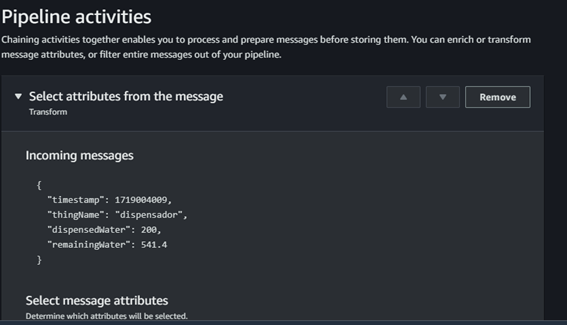 Pipeline activities
Chaining activities together enables you to process and prepare messages before storing them. You can enrich or transform
message attributes, or filter entire messages out of your pipeline.
Select attributes from the message
Remove
Transform
Incoming messages
{
"timestamp": 1719004009,
"thingName": "dispensador",
"dispensedWater": 200,
"remainingWater": 541.4
}
Select message attributes
Determine which attributes will be selected.